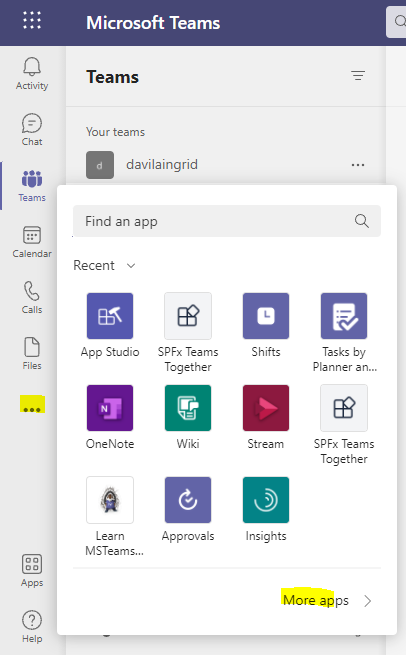 Microsoft Teams
Activity
Chat
Teams
Calendar
Calls
Files
Apps
Help
Teams
Your teams
d davilaingrid
Find an app
Recent
App Studio
SPFx Teams
Together
Shifts
Tasks by
Planner an...
OneNote
Wiki
Stream
SPFx Teams
Together
Learn
MSTeams...
Approvals
Insights
More apps